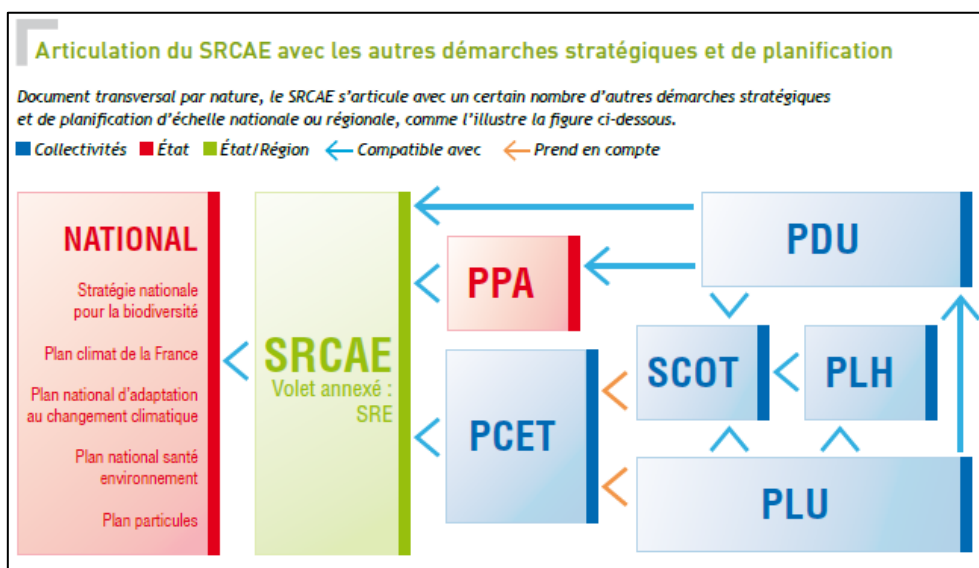 Articulation du SRCAE avec les autres démarches stratégiques et de planification
Document transversal par nature, le SRCAE s'articule avec un certain nombre d'autres démarches stratégiques
et de planification d'échelle nationale ou régionale, comme l'illustre la figure ci-dessous.
Collectivités État État/Région Compatible avec Prend en compte
NATIONAL
Stratégie nationale
pour la biodiversité
Plan climat de la France
Plan national d'adaptation
au changement climatique
Plan national santé
environnement
Plan particules
SRCAE
Volet annexé :
SRE
PPA
PCET
PDU
SCOT
PLH
PLU